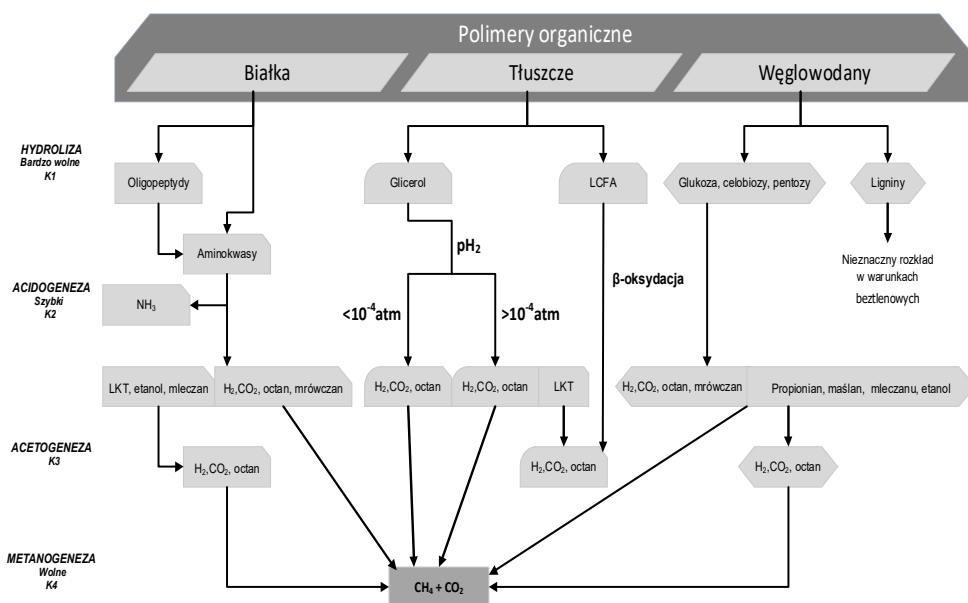 Polimery organiczne
Białka
Tłuszcze
Węglowodany
HYDROLIZA
Bardzo wolne
K1
Oligopeptydy
Glicerol
LCFA
Glukoza, celobiozy, pentozy
Ligniny
Aminokwasy
pH₂
Nieznaczny rozkład
w warunkach
beztlenowych
ACIDOGENEZA
Szybki
K2
NH₃
β-oksydacja
<10⁻⁴atm
>10⁻⁴atm
LKT, etanol, mleczan
H₂,CO₂, octan, mrówczan
H₂,CO₂, octan
H₂,CO₂, octan
LKT
H₂,CO₂, octan, mrówczan
Propionian, maślan, mleczanu, etanol
ACETOGENEZA
K3
H₂,CO₂, octan
H₂,CO₂, octan
H₂,CO₂, octan
METANOGENEZA
Wolne
K4
CH₄ + CO₂